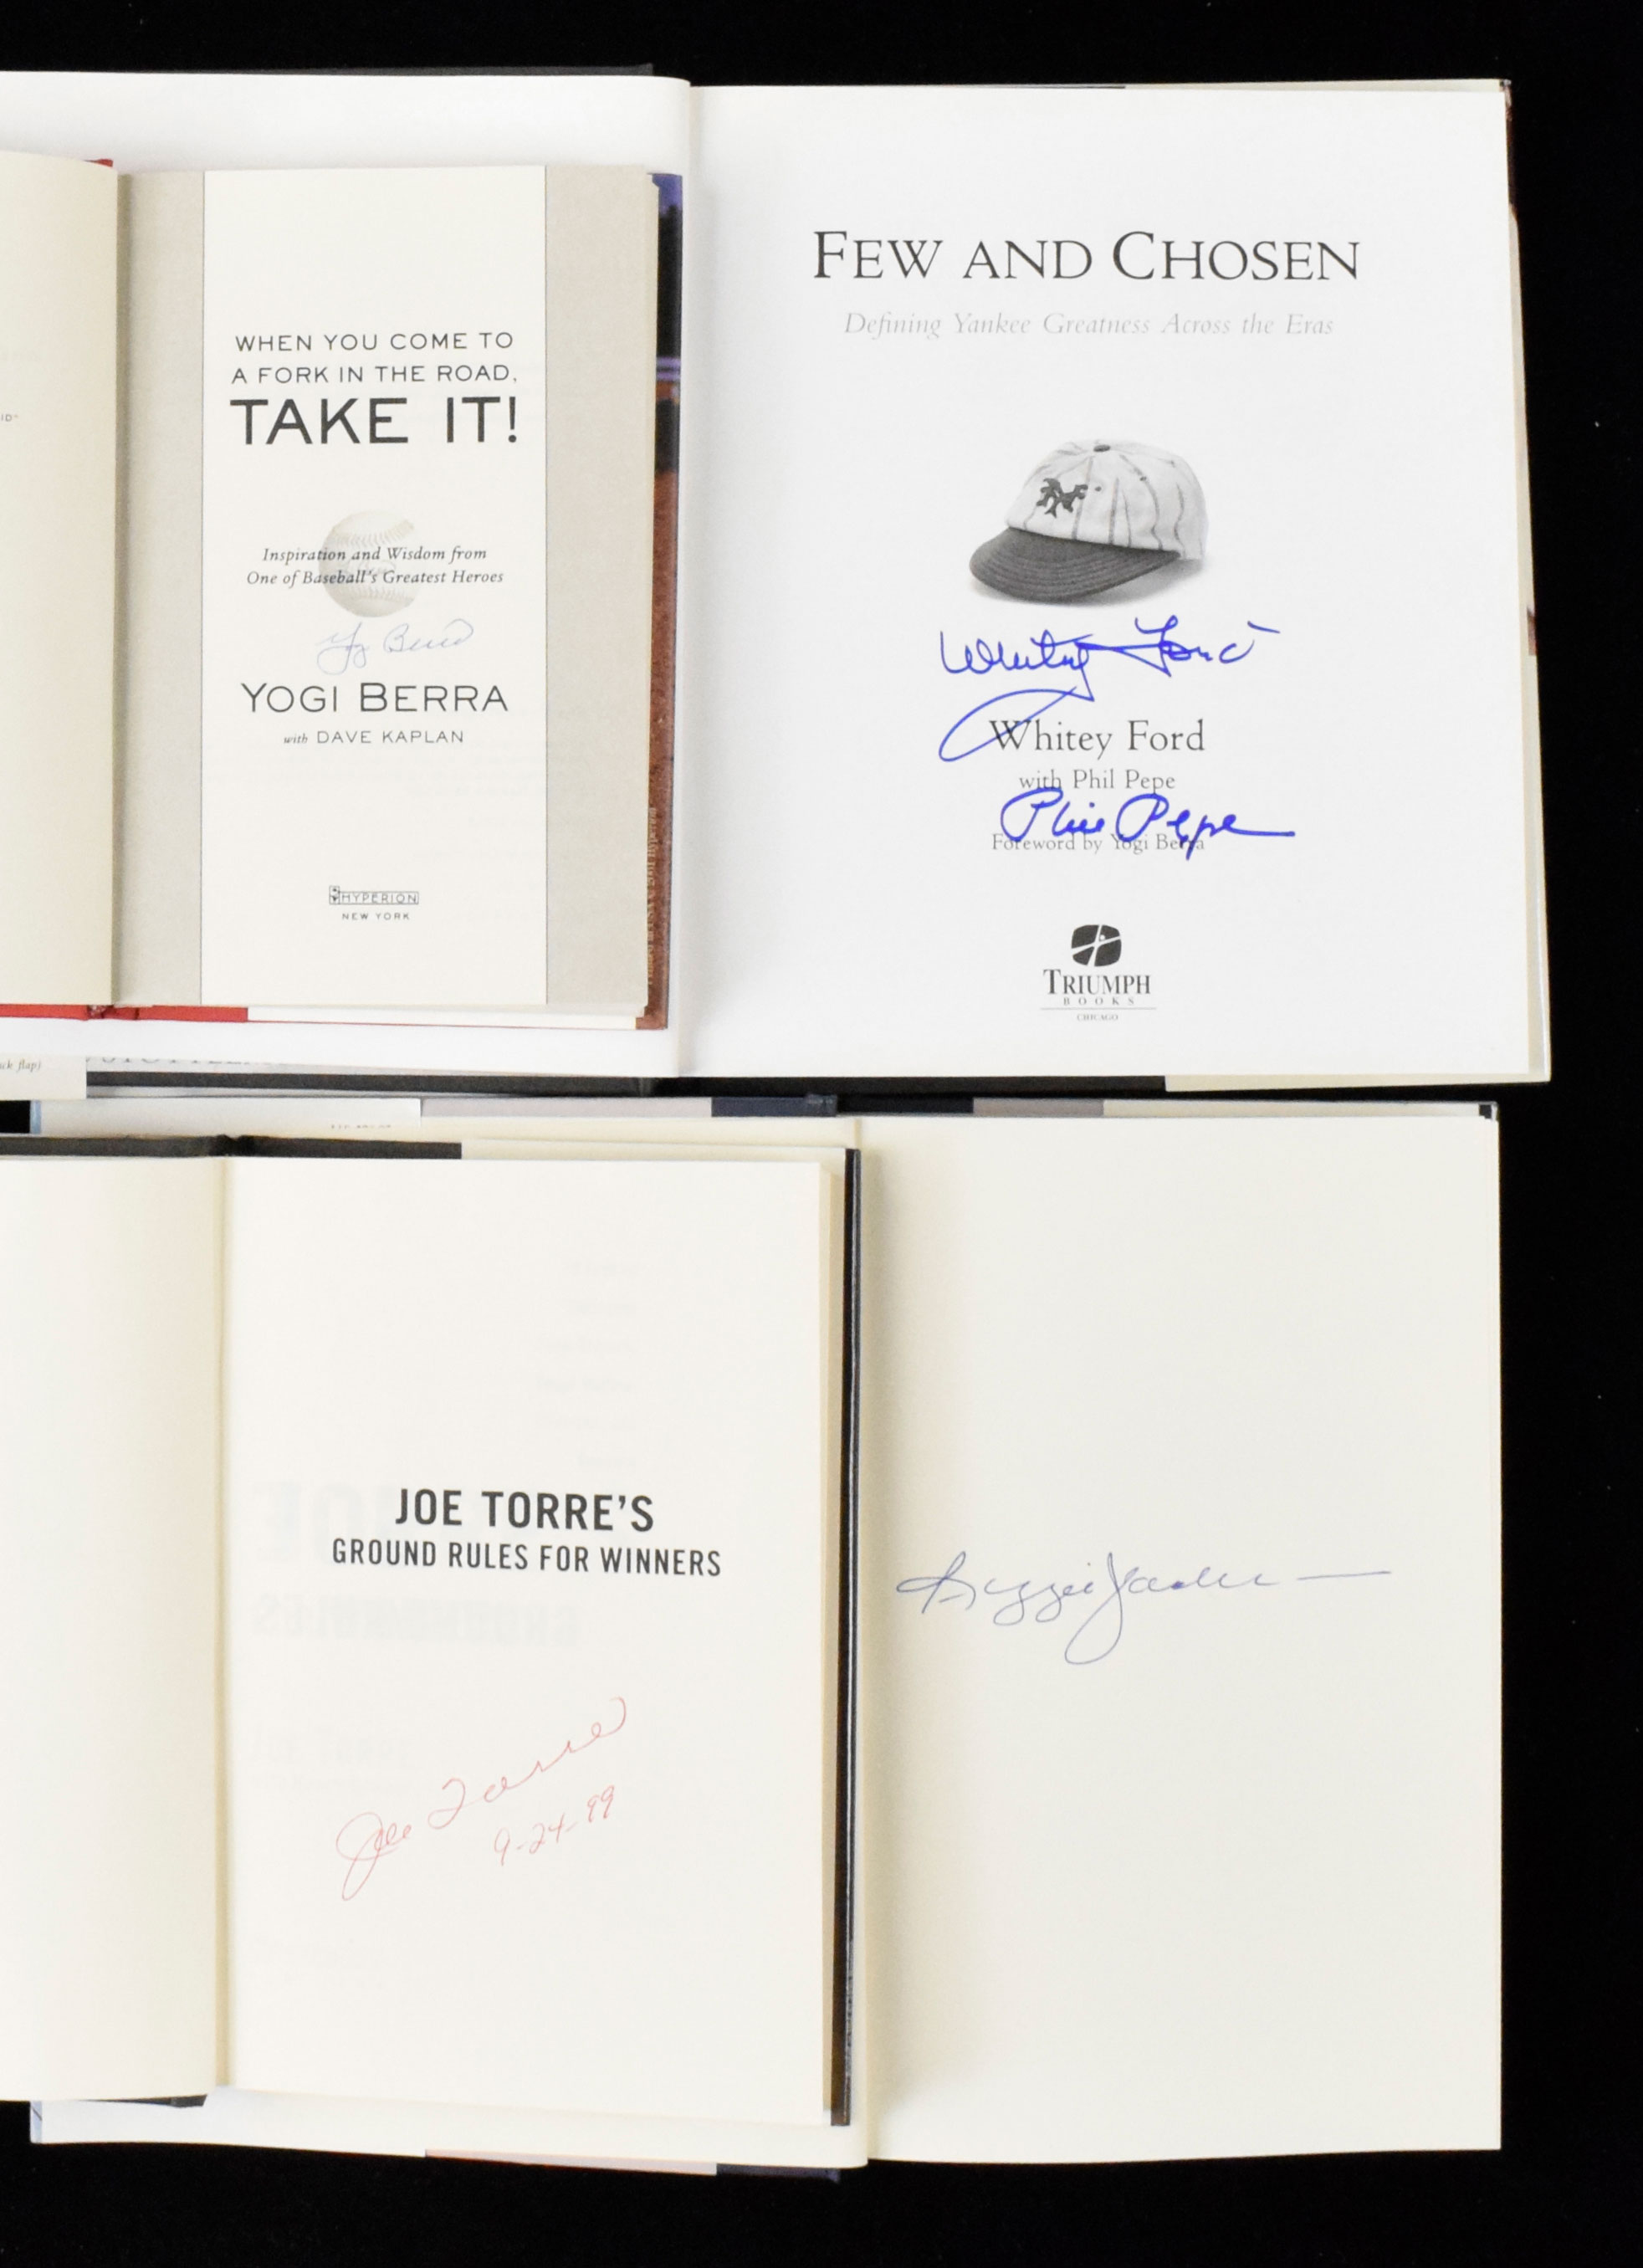 WHEN YOU COME TO
A FORK IN THE ROAD,
TAKE IT!
Inspiration and Wisdom from
One of Baseball's Greatest Heroes
Yogi Berra
YOGI BERRA
with DAVE KAPLAN
HYPERION
NEW YORK
FEW AND CHOSEN
Defining Yankee Greatness Across the Eras
NY
Whitey Ford
Whitey Ford
with Phil Pepe
Phil Pepe
Foreword by Yogi Berra
TRIUMPH
BOOKS
CHICAGO
ck flap)
JOE TORRE'S
GROUND RULES FOR WINNERS
Joe Torre
9-24-99
Reggie Jackson